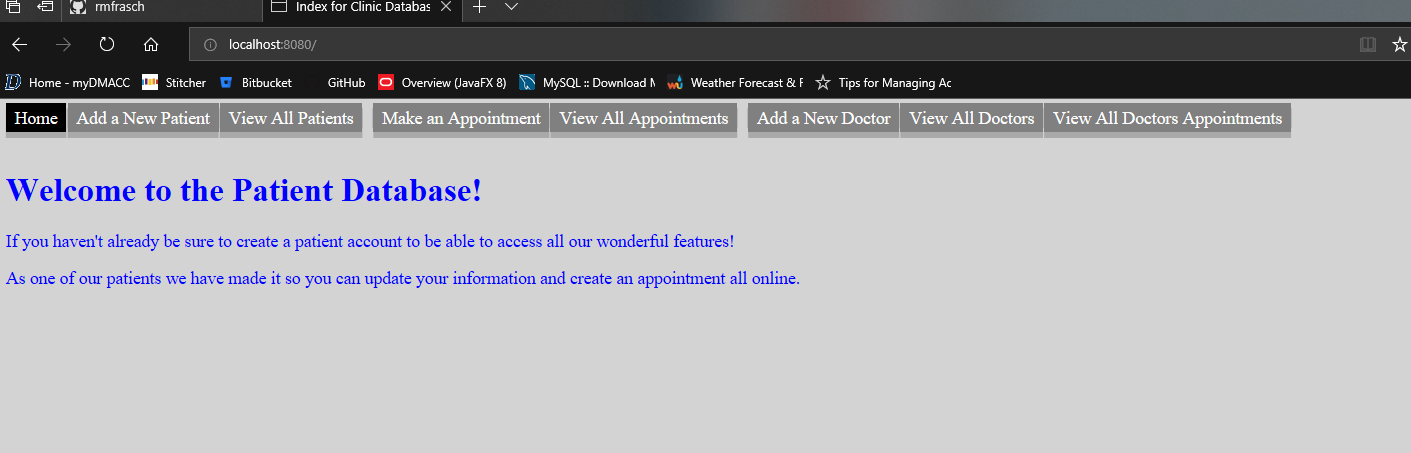 rmfrasch
Index for Clinic Databas
localhost:8080/
Home - myDMACC Stitcher Bitbucket GitHub Overview (JavaFX 8) MySQL :: Download M Weather Forecast & F Tips for Managing Ac
Home Add a New Patient View All Patients Make an Appointment View All Appointments Add a New Doctor View All Doctors View All Doctors Appointments
Welcome to the Patient Database!
If you haven't already be sure to create a patient account to be able to access all our wonderful features!
As one of our patients we have made it so you can update your information and create an appointment all online.